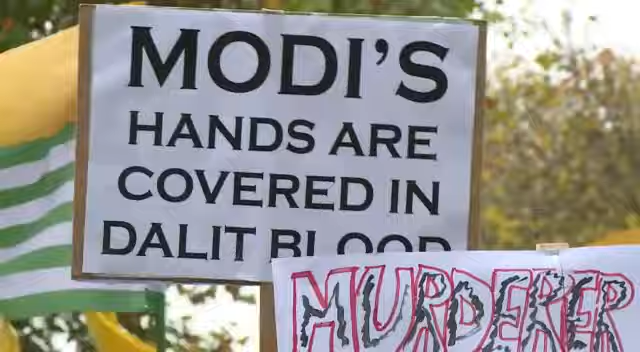 MODI'S
HANDS ARE
COVERED IN
DALIT BLOOD
MURDERER